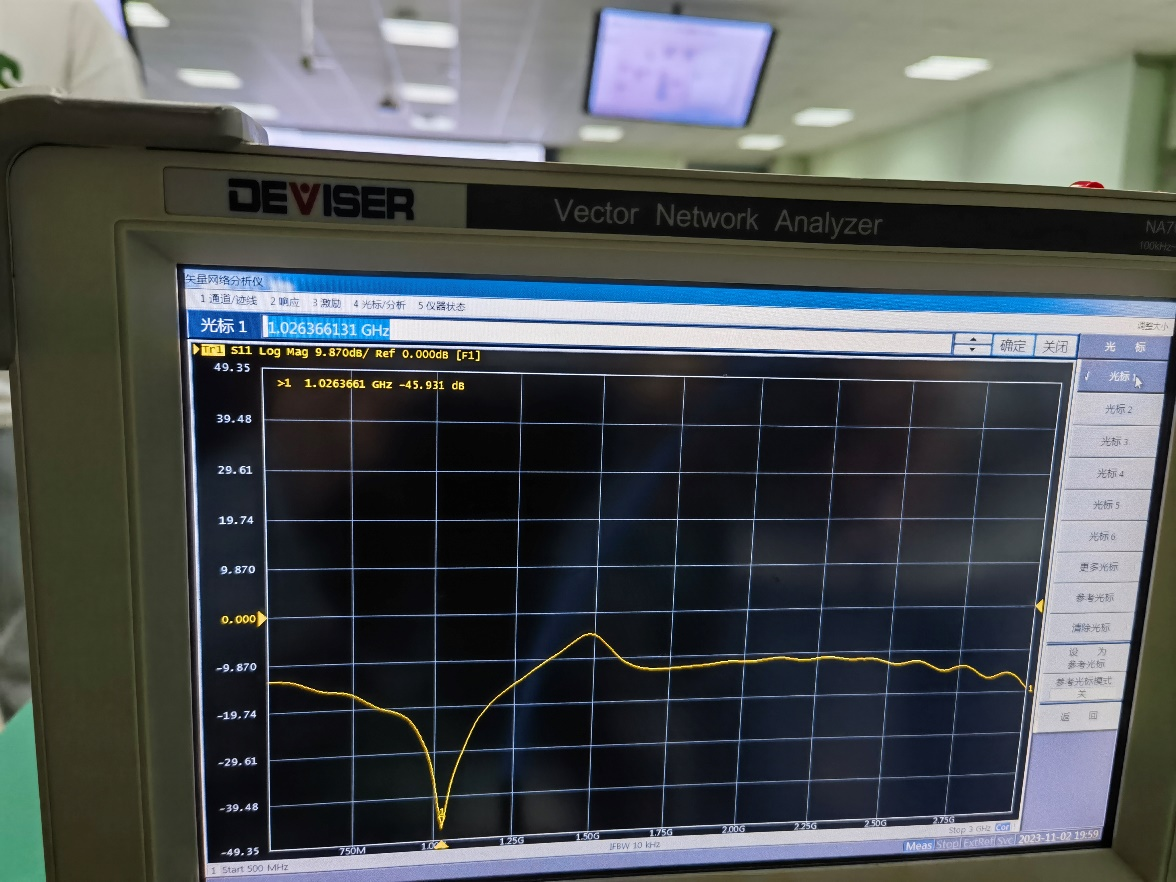 DEVISER Vector Network Analyzer
100kHz
矢量网络分析仪
1 通道/迹线 2 响应 3 激励 4 光标/分析 5 仪器状态
调整大小
光标 1 1.026366131 GHz 确定 关闭
光 标
Tr1 S11 Log Mag 9.870dB/ Ref 0.000dB [F1]
>1 1.0263661 GHz -45.931 dB
49.35
39.48
29.61
19.74
9.870
0.000
-9.870
-19.74
-29.61
-39.48
-49.35
1
1
750M 1.25G 1.50G 1.75G 2.00G 2.25G 2.50G 2.75G
1 Start 500 MHz IFBW 10 kHz Stop 3 GHz Cor
Meas Stop ExtRef Svc 2023-11-02 19:59
√ 光标
光标 2
光标 3
光标 4
光标 5
光标 6
更多光标
参考光标
清除光标
设 为
参考光标
参考光标模式
关
返 回